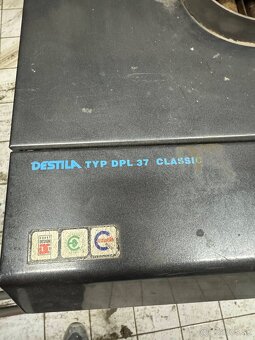 DESTILA TYP DPL 37 CLASSIC